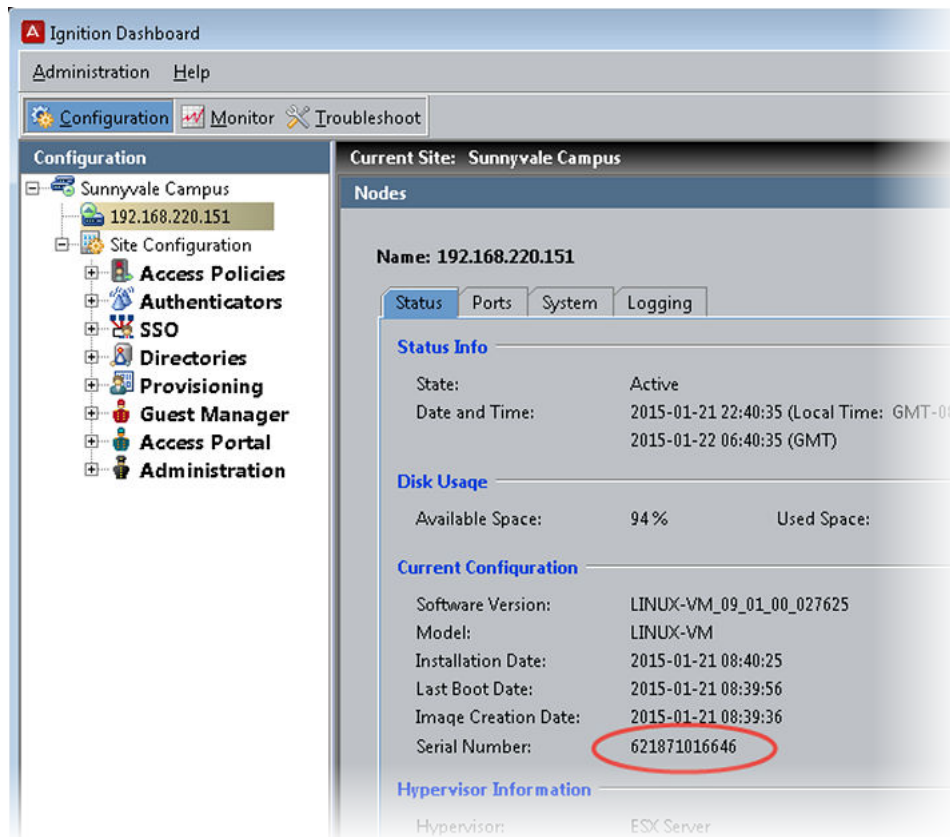 Ignition Dashboard
Administration Help
Configuration Monitor Troubleshoot
Configuration
Sunnyvale Campus
192.168.220.151
Site Configuration
Access Policies
Authenticators
SSO
Directories
Provisioning
Guest Manager
Access Portal
Administration
Current Site: Sunnyvale Campus
Nodes
Name: 192.168.220.151
Status Ports System Logging
Status Info
State: Active
Date and Time: 2015-01-21 22:40:35 (Local Time: GMT-08
2015-01-22 06:40:35 (GMT)
Disk Usage
Available Space: 94% Used Space:
Current Configuration
Software Version: LINUX-VM_09_01_00_027625
Model: LINUX-VM
Installation Date: 2015-01-21 08:40:25
Last Boot Date: 2015-01-21 08:39:56
Image Creation Date: 2015-01-21 08:39:36
Serial Number: 621871016646
Hypervisor Information
Hypervisor: ESX Server